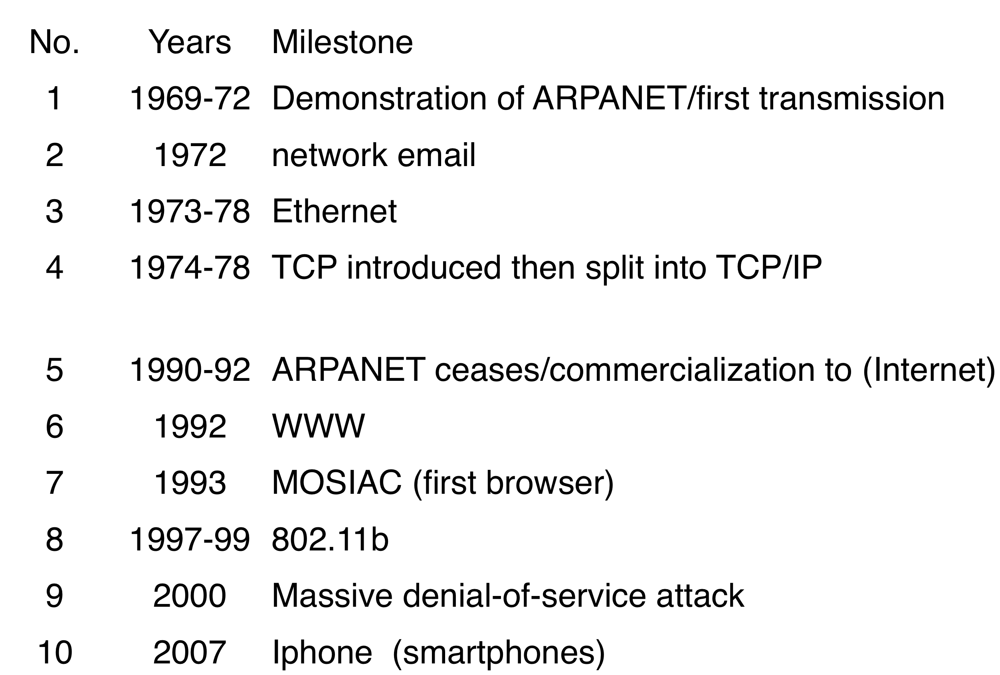 No. Years Milestone
1 1969-72 Demonstration of ARPANET/first transmission
2 1972 network email
3 1973-78 Ethernet
4 1974-78 TCP introduced then split into TCP/IP
5 1990-92 ARPANET ceases/commercialization to (Internet)
6 1992 WWW
7 1993 MOSIAC (first browser)
8 1997-99 802.11b
9 2000 Massive denial-of-service attack
10 2007 Iphone (smartphones)